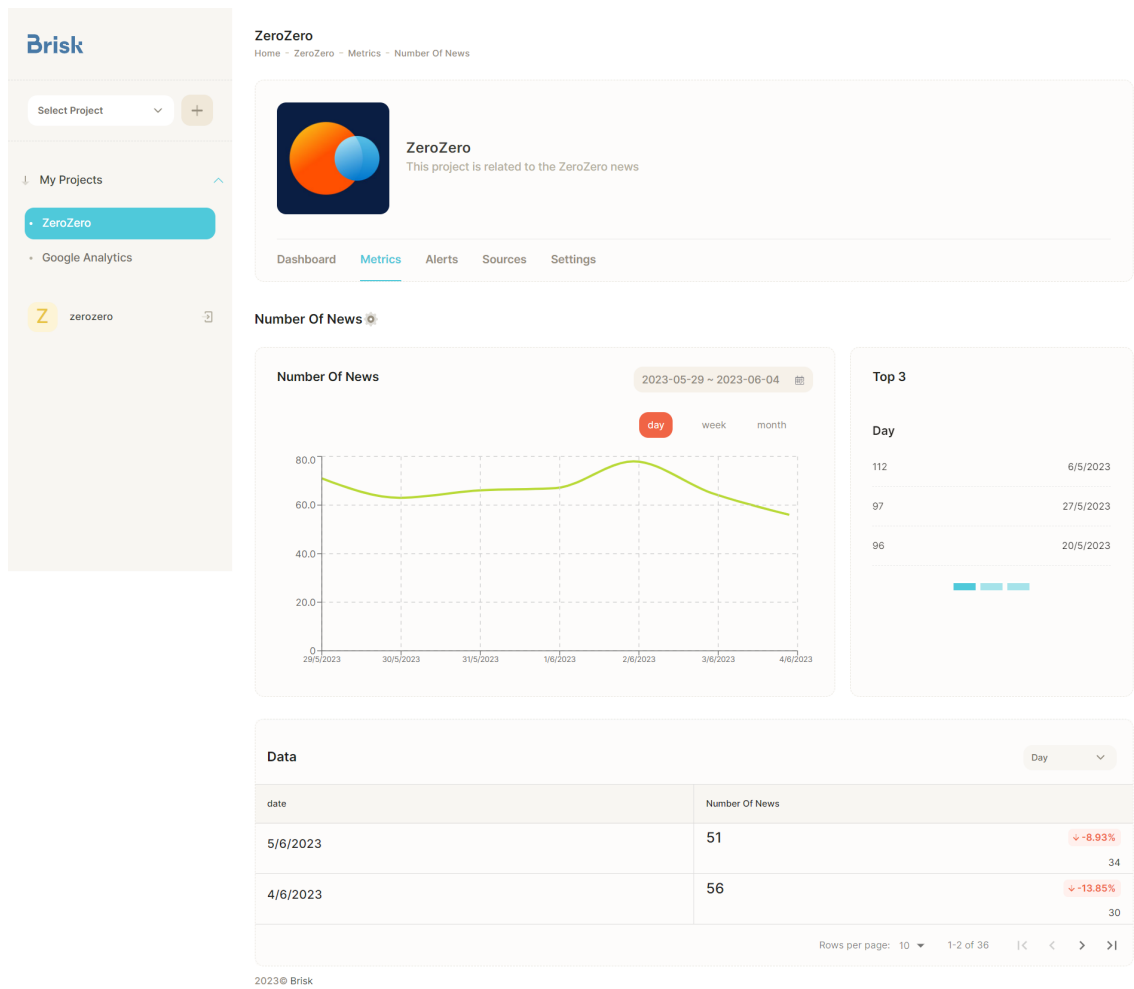 Brisk
Select Project
My Projects
ZeroZero
Google Analytics
Z zerozero
ZeroZero
Home - ZeroZero - Metrics - Number Of News
ZeroZero
This project is related to the ZeroZero news
Dashboard Metrics Alerts Sources Settings
Number Of News
Number Of News
2023-05-29 ~ 2023-06-04
day week month
80.0
60.0
40.0
20.0
0
29/5/2023 30/5/2023 31/5/2023 1/6/2023 2/6/2023 3/6/2023 4/6/2023
Top 3
Day
112 6/5/2023
97 27/5/2023
96 20/5/2023
Data
Day
date Number Of News
5/6/2023 51 -8.93%
34
4/6/2023 56 -13.85%
30
Rows per page: 10 1-2 of 36
2023© Brisk